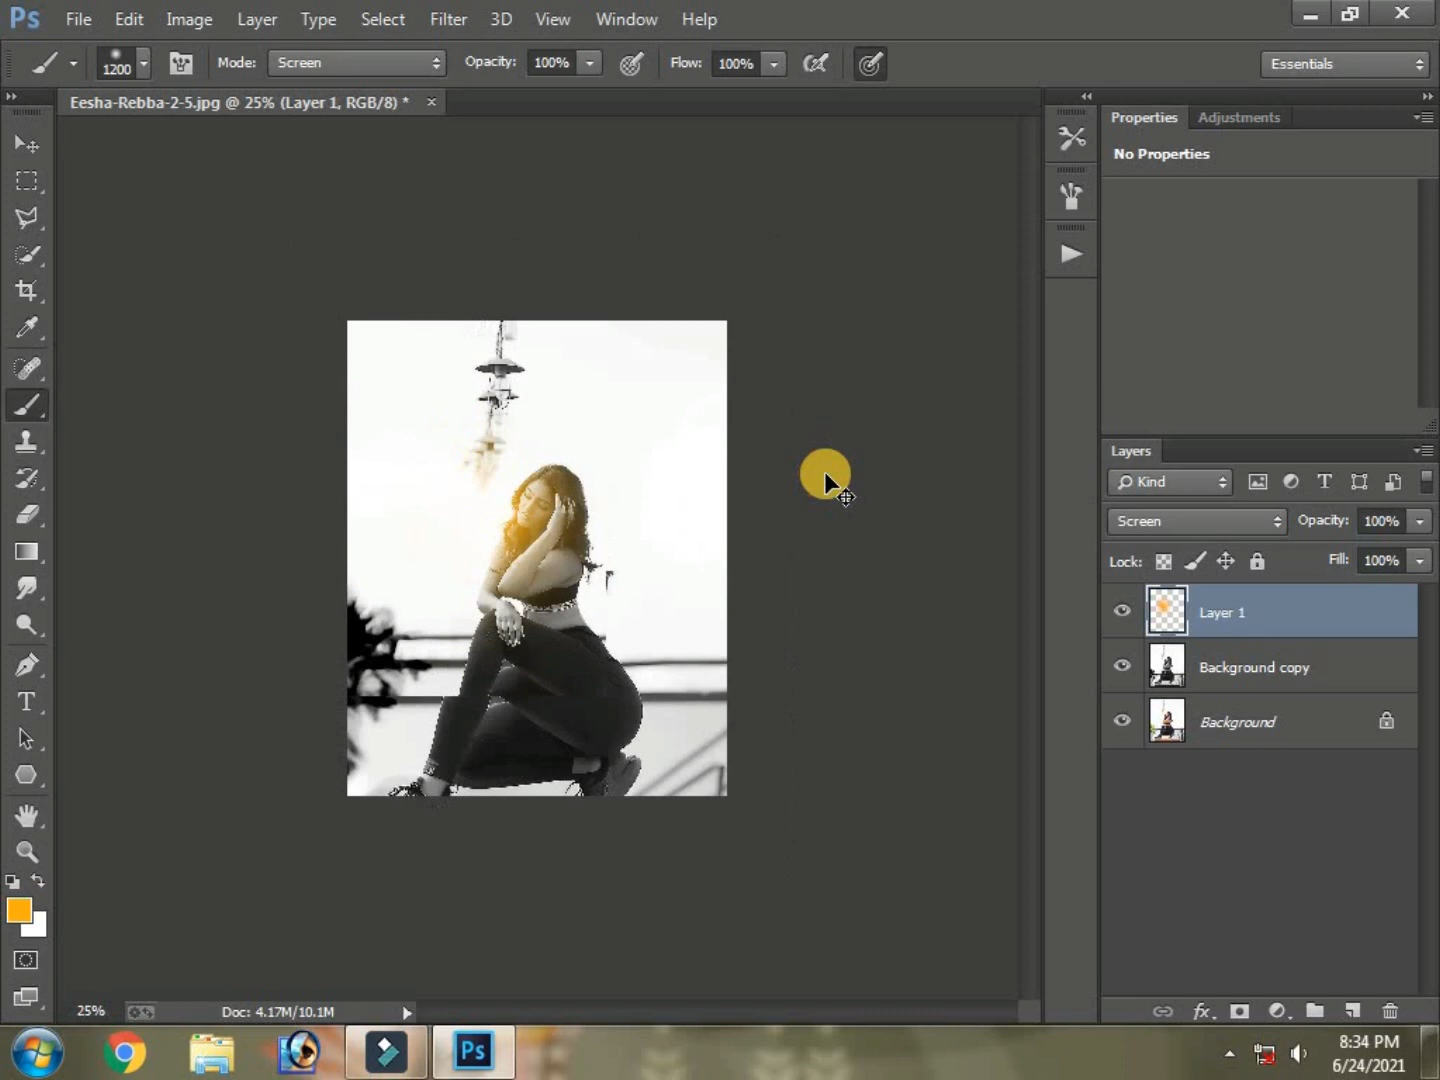 Ps File Edit Image Layer Type Select Filter 3D View Window Help
1200 Mode: Screen Opacity: 100% Flow: 100% Essentials
Eesha-Rebba-2-5.jpg @ 25% (Layer 1, RGB/8) *
Properties Adjustments
No Properties
Layers
Kind
Screen Opacity: 100%
Lock: Fill: 100%
Layer 1
Background copy
Background
25% Doc: 4.17M/10.1M
Ps
8:34 PM
6/24/2021